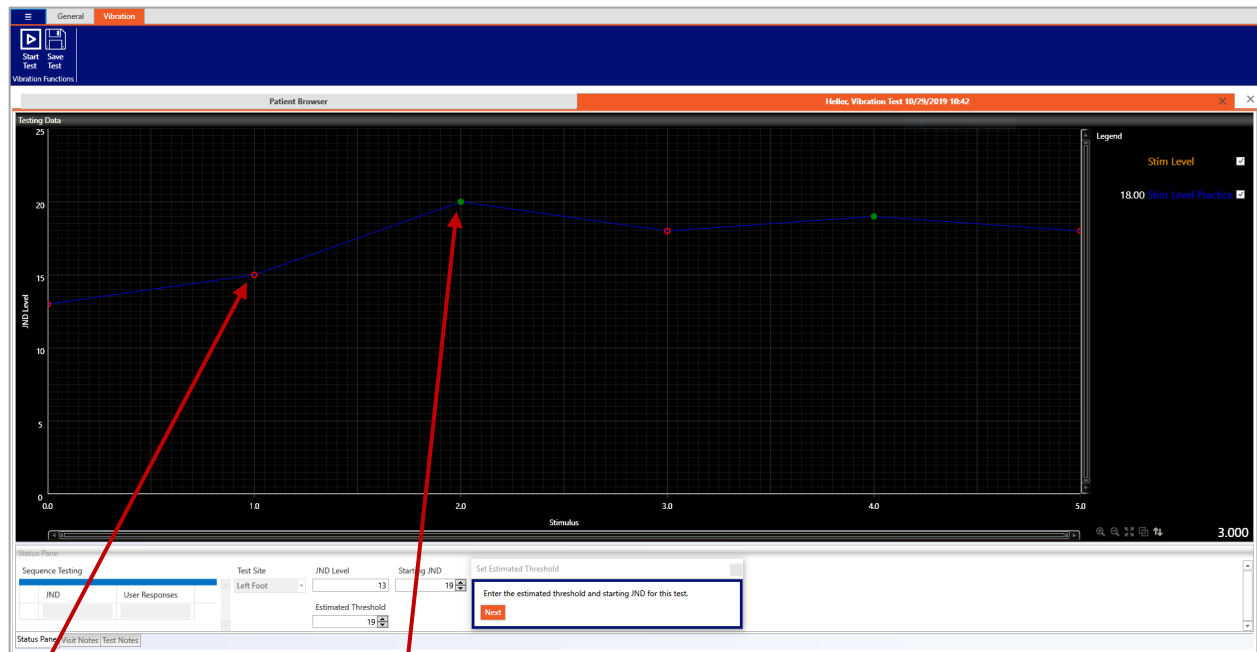 General
Vibration
Start Test
Save Test
Vibration Functions
Patient Browser
Heller, Vibration Test 10/29/2019 10:42
Testing Data
25
20
15
10
5
0
JND Level
0.0 1.0 2.0 3.0 4.0 5.0
Stimulus
Legend
Stim Level
18.00 Stim Level Practice
3.000
Status Pane
Sequence Testing
JND User Responses
Test Site
Left Foot
JND Level
13
Starting JND
19
Estimated Threshold
19
Set Estimated Threshold
Enter the estimated threshold and starting JND for this test.
Next
Status Pane Visit Notes Test Notes